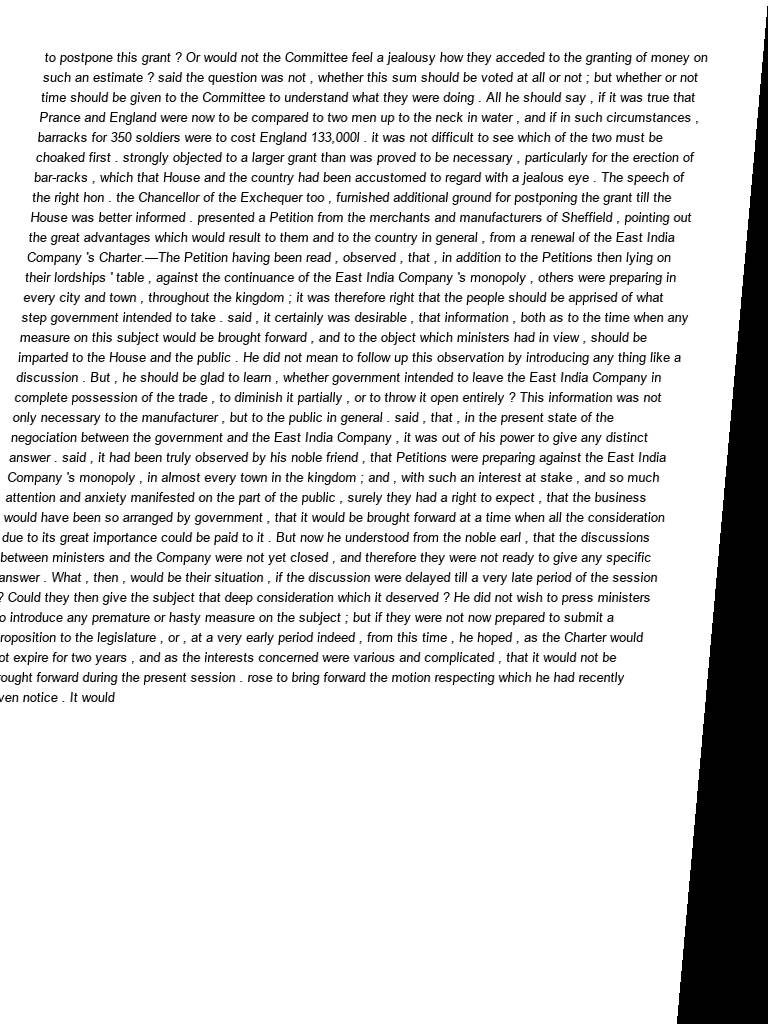 to postpone this grant ? Or would not the Committee feel a jealousy how they acceded to the granting of money on
such an estimate ? said the question was not , whether this sum should be voted at all or not ; but whether or not
time should be given to the Committee to understand what they were doing . All he should say , if it was true that
Prance and England were now to be compared to two men up to the neck in water , and if in such circumstances ,
barracks for 350 soldiers were to cost England 133,000l . it was not difficult to see which of the two must be
choaked first . strongly objected to a larger grant than was proved to be necessary , particularly for the erection of
bar-racks , which that House and the country had been accustomed to regard with a jealous eye . The speech of
the right hon . the Chancellor of the Exchequer too , furnished additional ground for postponing the grant till the
House was better informed . presented a Petition from the merchants and manufacturers of Sheffield , pointing out
the great advantages which would result to them and to the country in general , from a renewal of the East India
Company 's Charter.—The Petition having been read , observed , that , in addition to the Petitions then lying on
their lordships ' table , against the continuance of the East India Company 's monopoly , others were preparing in
every city and town , throughout the kingdom ; it was therefore right that the people should be apprised of what
step government intended to take . said , it certainly was desirable , that information , both as to the time when any
measure on this subject would be brought forward , and to the object which ministers had in view , should be
imparted to the House and the public . He did not mean to follow up this observation by introducing any thing like a
discussion . But , he should be glad to learn , whether government intended to leave the East India Company in
complete possession of the trade , to diminish it partially , or to throw it open entirely ? This information was not
only necessary to the manufacturer , but to the public in general . said , that , in the present state of the
negociation between the government and the East India Company , it was out of his power to give any distinct
answer . said , it had been truly observed by his noble friend , that Petitions were preparing against the East India
Company 's monopoly , in almost every town in the kingdom ; and , with such an interest at stake , and so much
attention and anxiety manifested on the part of the public , surely they had a right to expect , that the business
would have been so arranged by government , that it would be brought forward at a time when all the consideration
due to its great importance could be paid to it . But now he understood from the noble earl , that the discussions
between ministers and the Company were not yet closed , and therefore they were not ready to give any specific
answer . What , then , would be their situation , if the discussion were delayed till a very late period of the session
? Could they then give the subject that deep consideration which it deserved ? He did not wish to press ministers
o introduce any premature or hasty measure on the subject ; but if they were not now prepared to submit a
roposition to the legislature , or , at a very early period indeed , from this time , he hoped , as the Charter would
ot expire for two years , and as the interests concerned were various and complicated , that it would not be
rought forward during the present session . rose to bring forward the motion respecting which he had recently
ven notice . It would